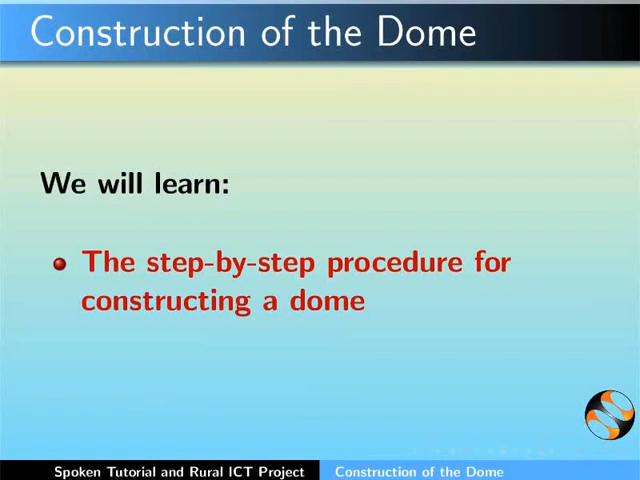 Construction of the Dome
We will learn:
The step-by-step procedure for
constructing a dome
Spoken Tutorial and Rural ICT Project
Construction of the Dome